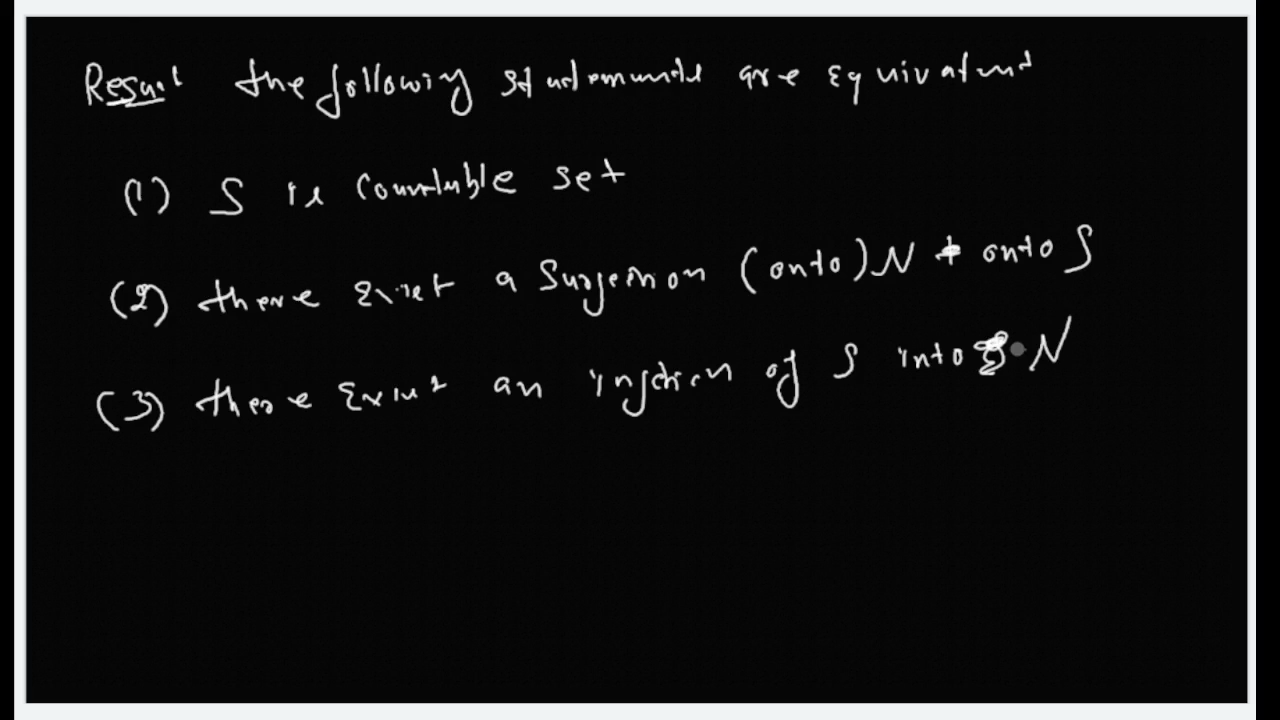 Result the following statements are Equivalent
(1) S is Countable set
(2) there Exist a Surjection (onto) N onto S
(3) there Exist an injection of S into N